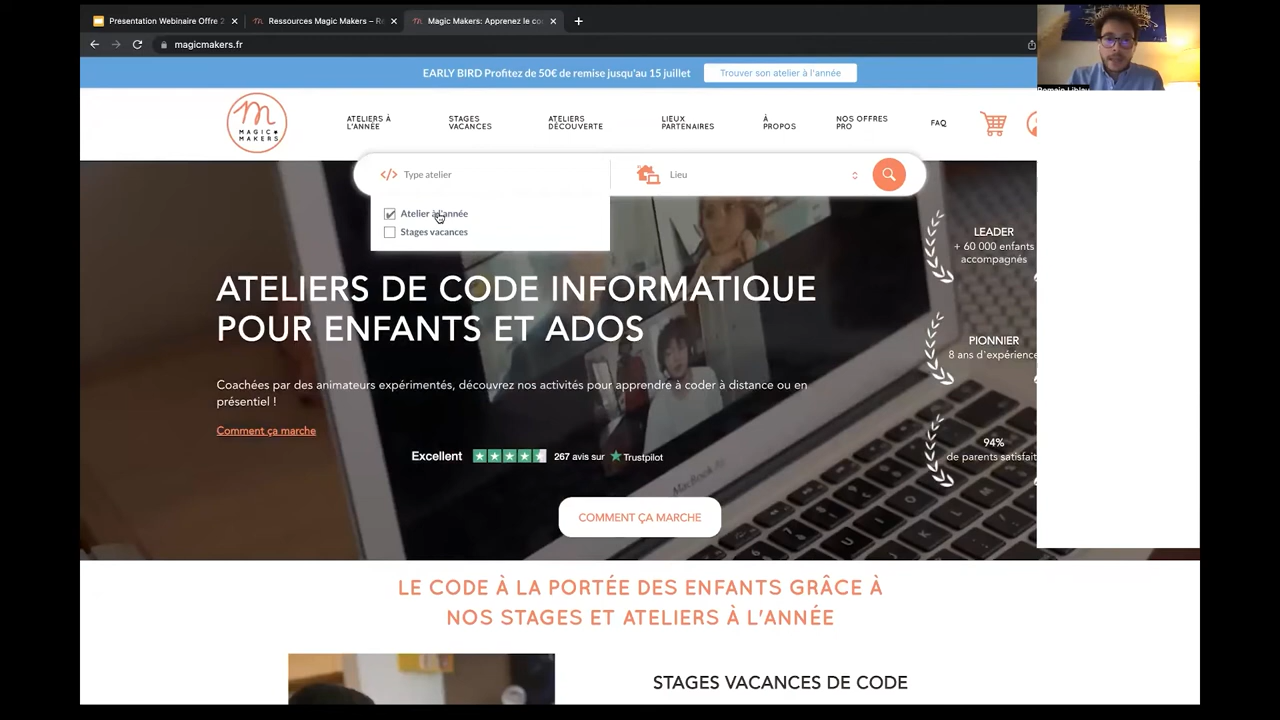 Presentation Webinaire Offre 2
Ressources Magic Makers – R
Magic Makers: Apprenez le co
magicmakers.fr
EARLY BIRD Profitez de 50€ de remise jusqu'au 15 juillet
Trouver son atelier à l'année
MAGIC
MAKERS
ATELIERS À
L'ANNÉE
STAGES
VACANCES
ATELIERS
DÉCOUVERTE
LIEUX
PARTENAIRES
À
PROPOS
NOS OFFRES
PRO
FAQ
</> Type atelier
Lieu
Atelier à l'année
Stages vacances
ATELIERS DE CODE INFORMATIQUE
POUR ENFANTS ET ADOS
Coachées par des animateurs expérimentés, découvrez nos activités pour apprendre à coder à distance ou en
présentiel !
Comment ça marche
Excellent 267 avis sur Trustpilot
MacBook Air
COMMENT ÇA MARCHE
LEADER
+ 60 000 enfants
accompagnés
PIONNIER
8 ans d'expérience
94%
de parents satisfait
LE CODE À LA PORTÉE DES ENFANTS GRÂCE À
NOS STAGES ET ATELIERS À L'ANNÉE
STAGES VACANCES DE CODE